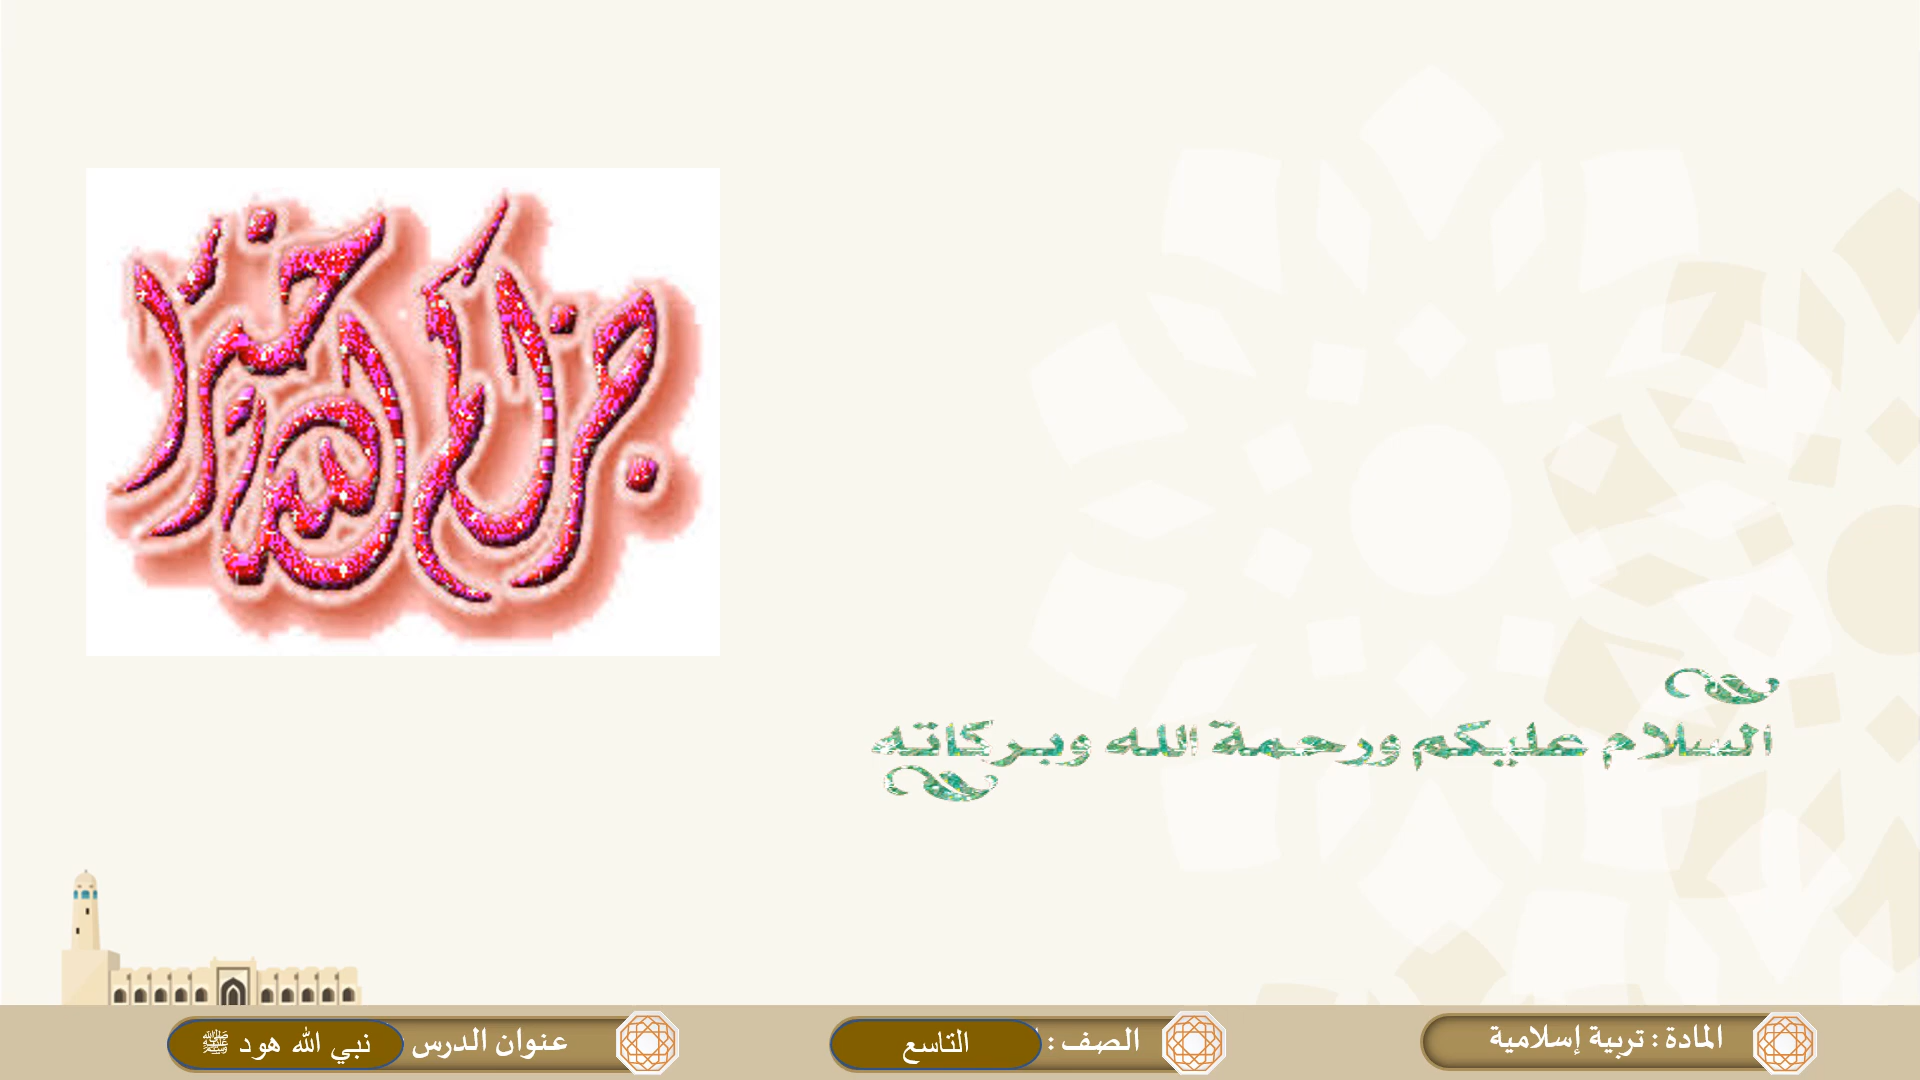 جزاكم الله خيرًا
السلام عليكم ورحمة الله وبركاته
المادة : تربية إسلامية
الصف :
التاسع
عنوان الدرس
نبي الله هود ﷺ